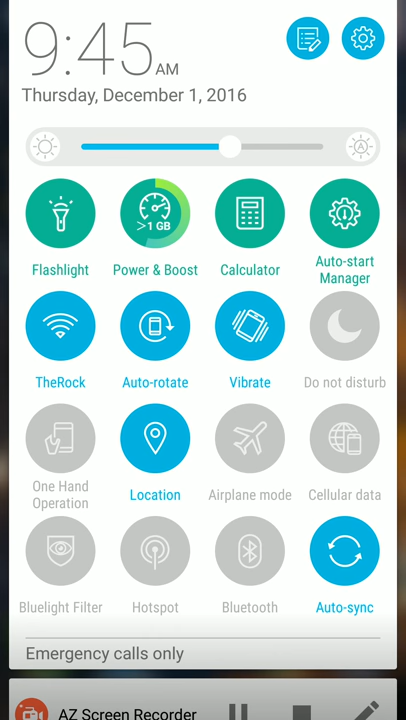 9:45 AM
Thursday, December 1, 2016
A
>1 GB
Flashlight
Power & Boost
Calculator
Auto-start
Manager
TheRock
Auto-rotate
Vibrate
Do not disturb
One Hand
Operation
Location
Airplane mode
Cellular data
Bluelight Filter
Hotspot
Bluetooth
Auto-sync
Emergency calls only
AZ Screen Recorder